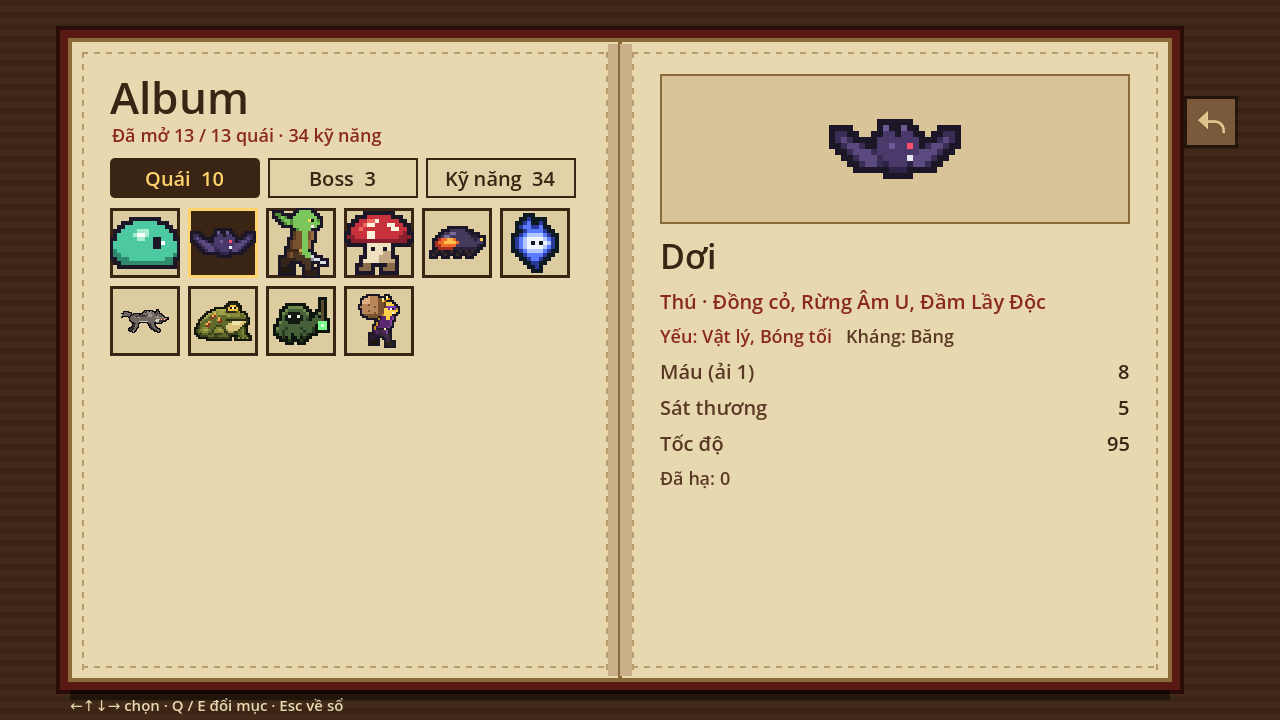 Album
Đã mở 13 / 13 quái · 34 kỹ năng
Quái 10
Boss 3
Kỹ năng 34
Dơi
Thú · Đồng cỏ, Rừng Âm U, Đầm Lầy Độc
Yếu: Vật lý, Bóng tối Kháng: Băng
Máu (ải 1) 8
Sát thương 5
Tốc độ 95
Đã hạ: 0
←↑↓→ chọn · Q / E đổi mục · Esc về sổ